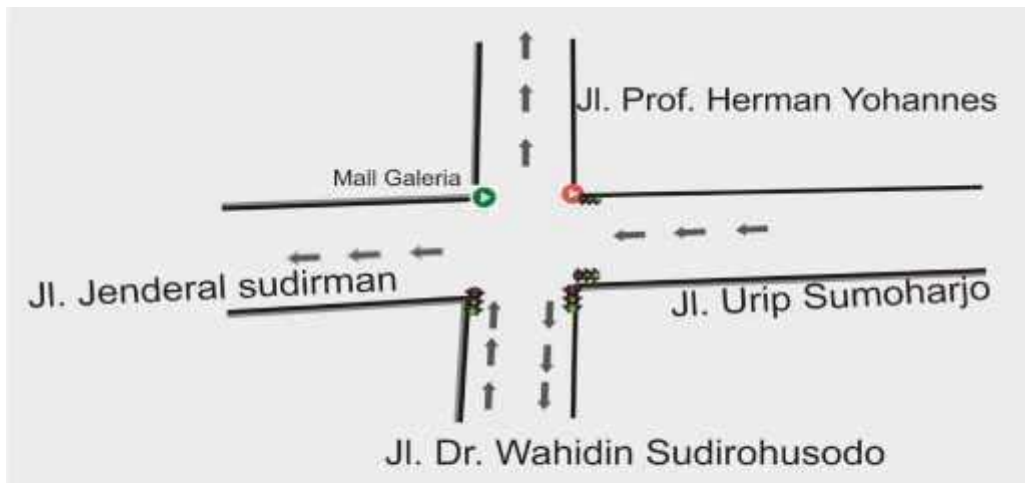 Jl. Prof. Herman Yohannes
Mall Galeria
Jl. Jenderal sudirman
Jl. Urip Sumoharjo
Jl. Dr. Wahidin Sudirohusodo